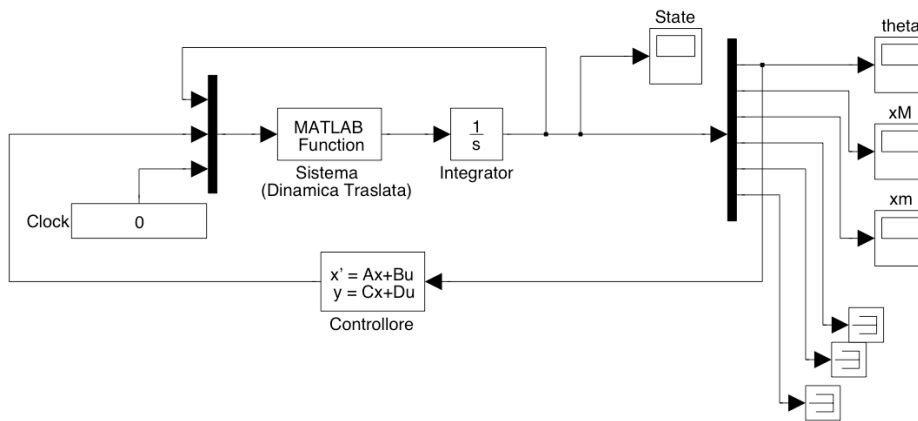 State
theta
MATLAB
Function
1
s
xM
Sistema
(Dinamica Traslata)
Integrator
Clock
0
xm
x' = Ax+Bu
y = Cx+Du
Controllore